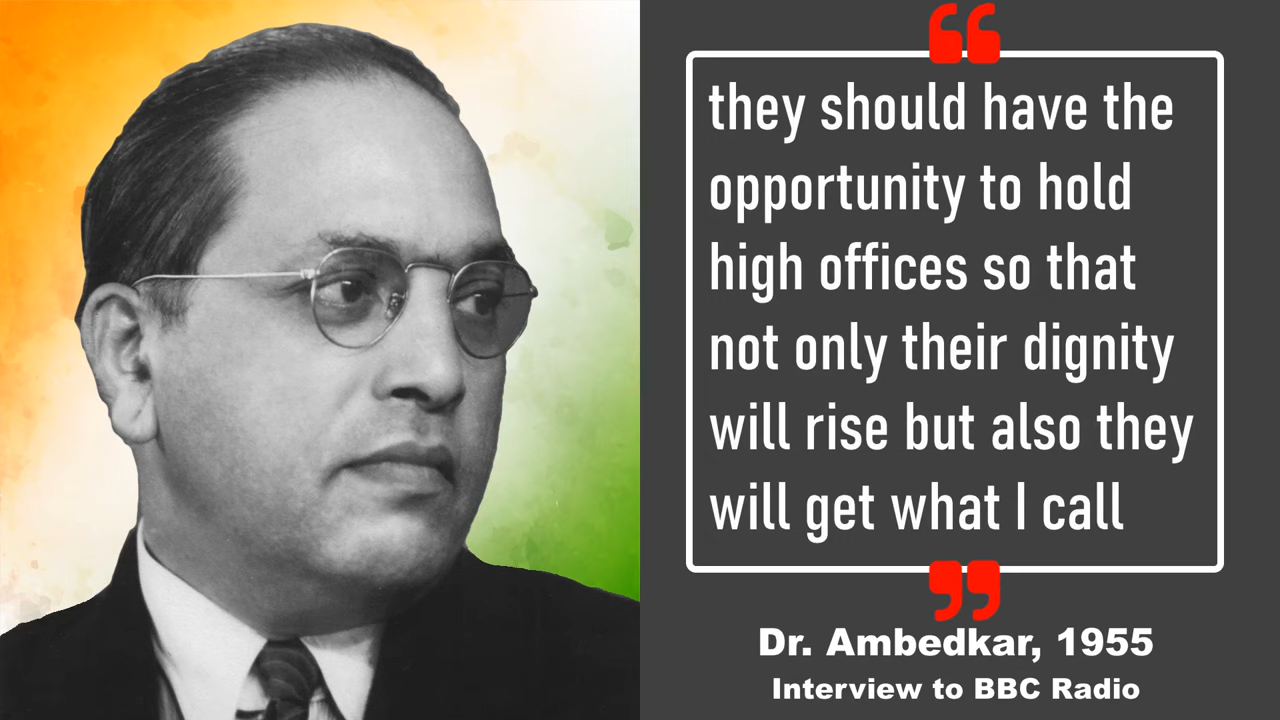 “
they should have the
opportunity to hold
high offices so that
not only their dignity
will rise but also they
will get what I call
”
Dr. Ambedkar, 1955
Interview to BBC Radio